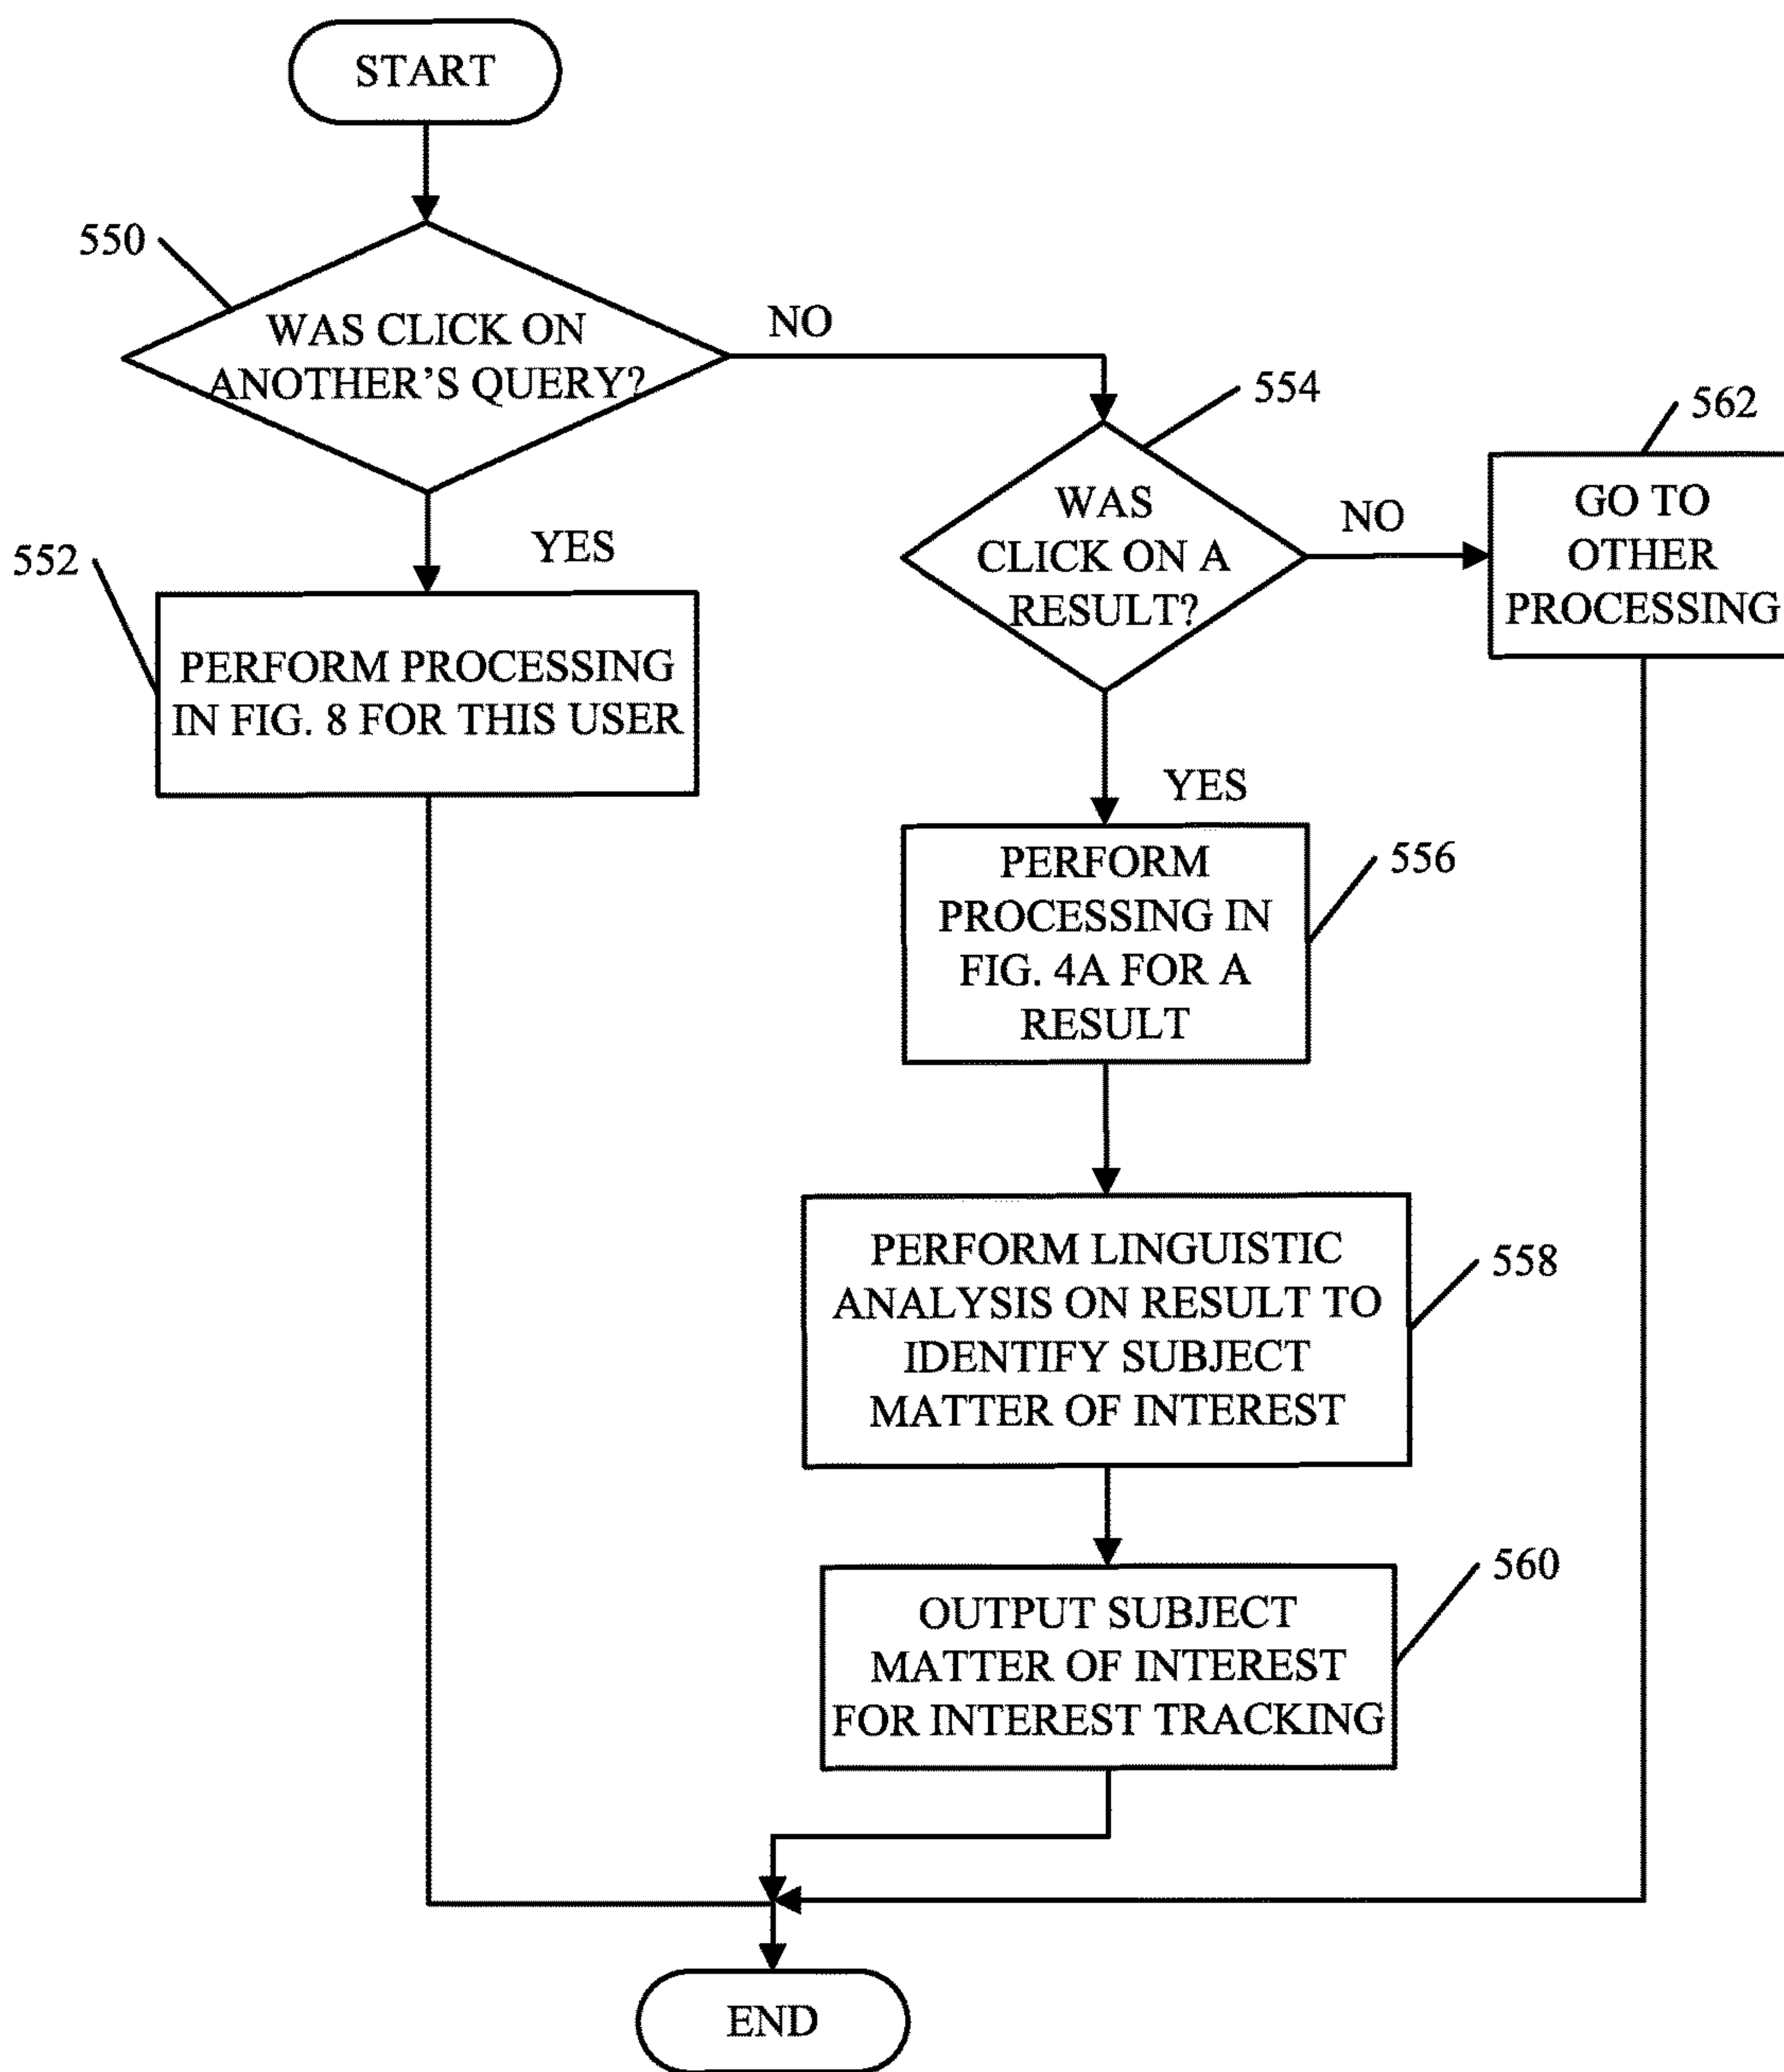 START
550
WAS CLICK ON
ANOTHER'S QUERY?
NO
554
562
WAS
CLICK ON A
RESULT?
NO
GO TO
OTHER
PROCESSING
YES
552
PERFORM PROCESSING
IN FIG. 8 FOR THIS USER
YES
PERFORM
PROCESSING IN
FIG. 4A FOR A
RESULT
556
PERFORM LINGUISTIC
ANALYSIS ON RESULT TO
IDENTIFY SUBJECT
MATTER OF INTEREST
558
OUTPUT SUBJECT
MATTER OF INTEREST
FOR INTEREST TRACKING
560
END